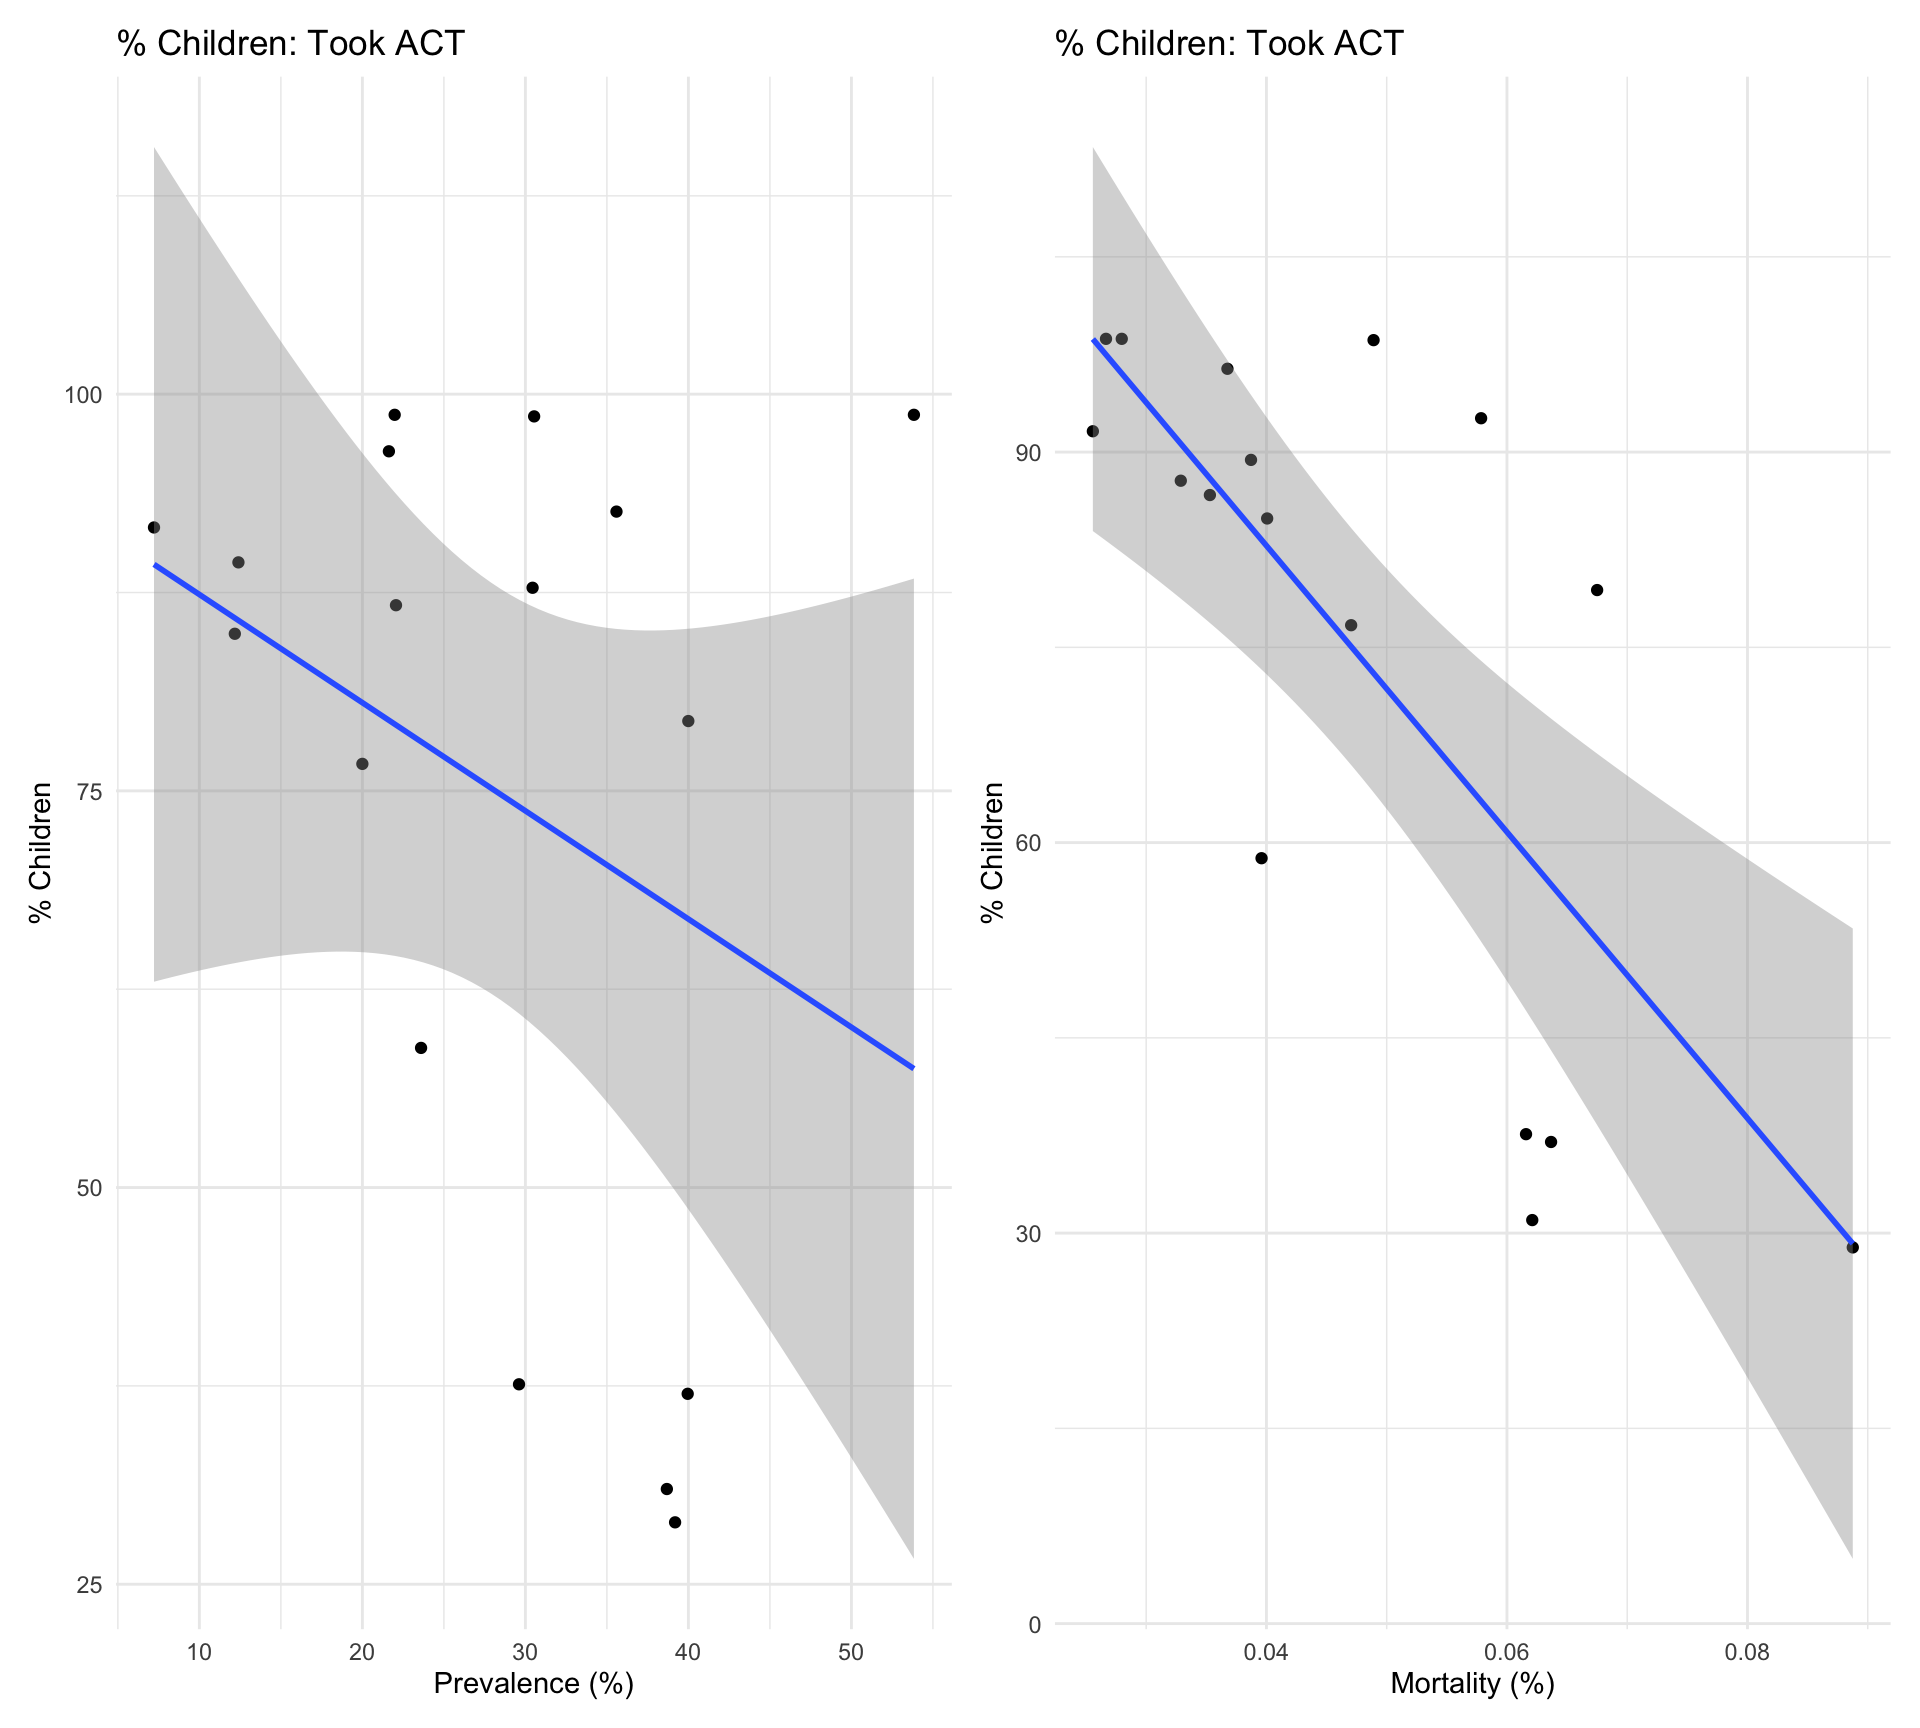 % Children: Took ACT
% Children
100
75
50
25
10 20 30 40 50
Prevalence (%)
% Children: Took ACT
% Children
90
60
30
0
0.04 0.06 0.08
Mortality (%)